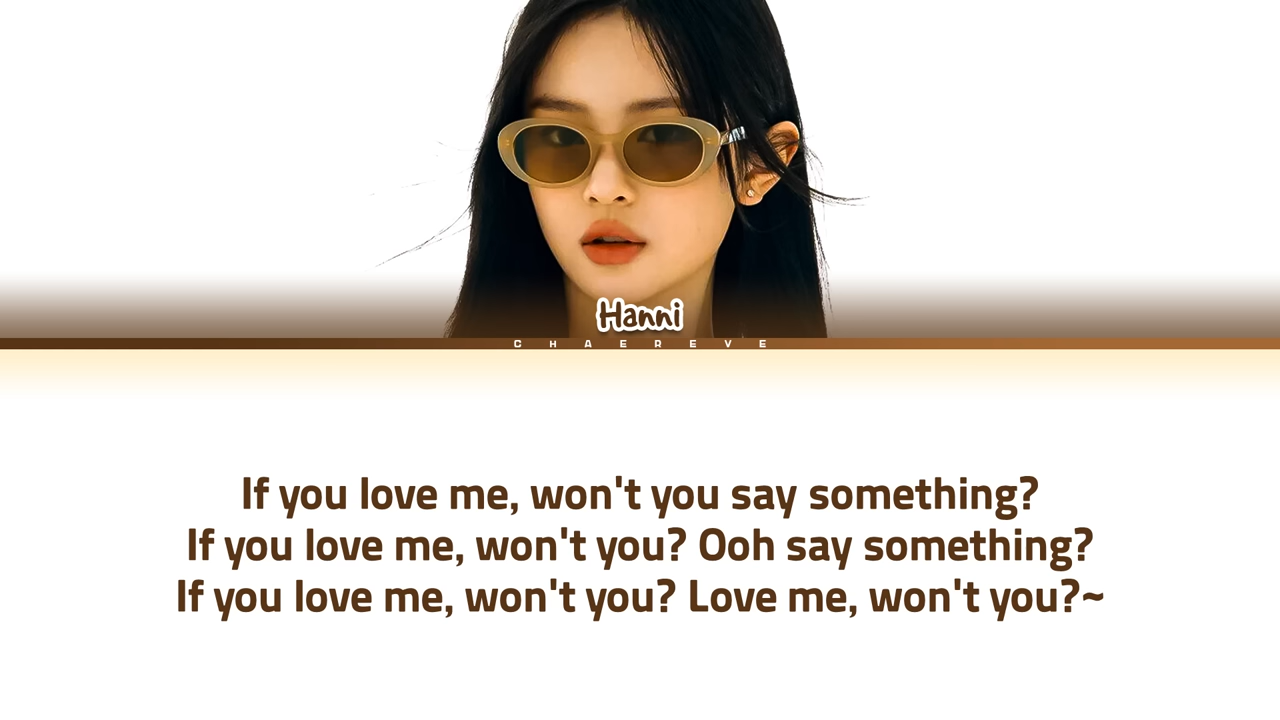 Hanni
CHAEREVE
If you love me, won't you say something?
If you love me, won't you? Ooh say something?
If you love me, won't you? Love me, won't you?~